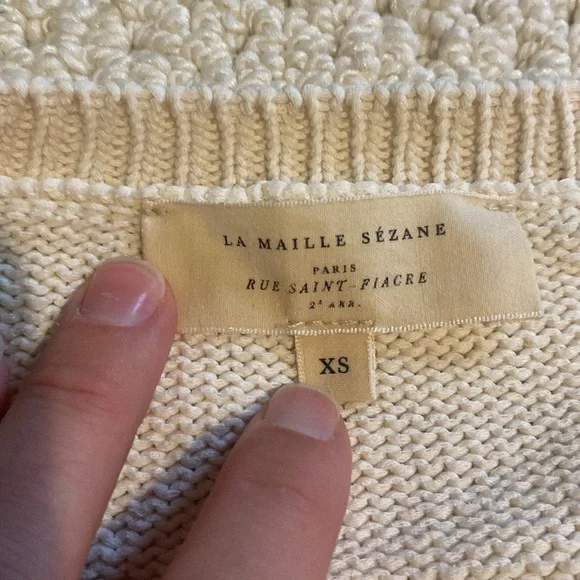 LA MAILLE SÉZANE
PARIS
RUE SAINT-FIACRE
2ᵉ ARR.
XS